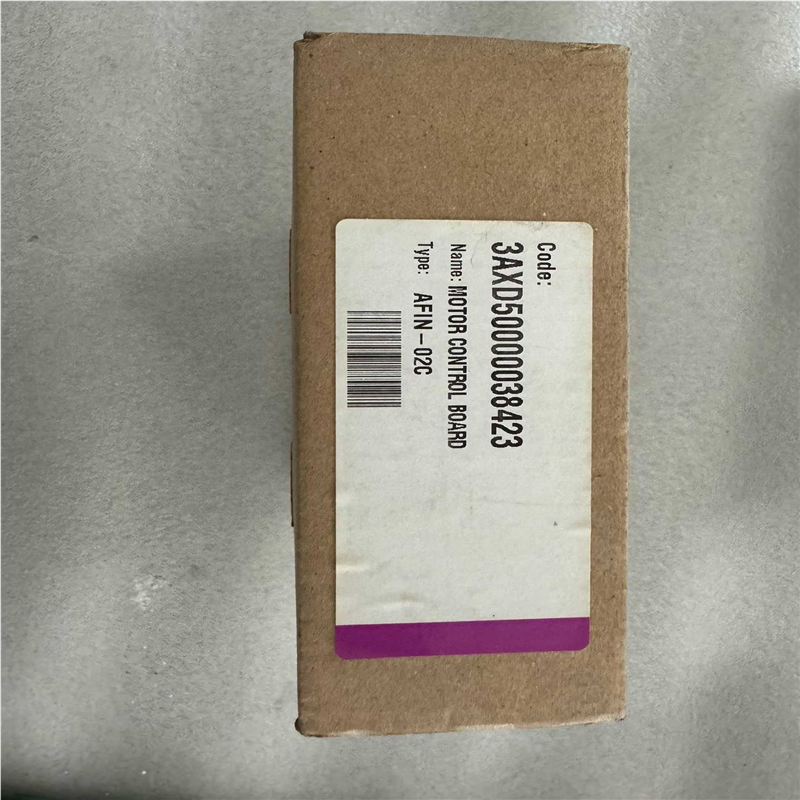 Code:
3AXD50000038423
Name: MOTOR CONTROL BOARD
Type: AFIN-02C